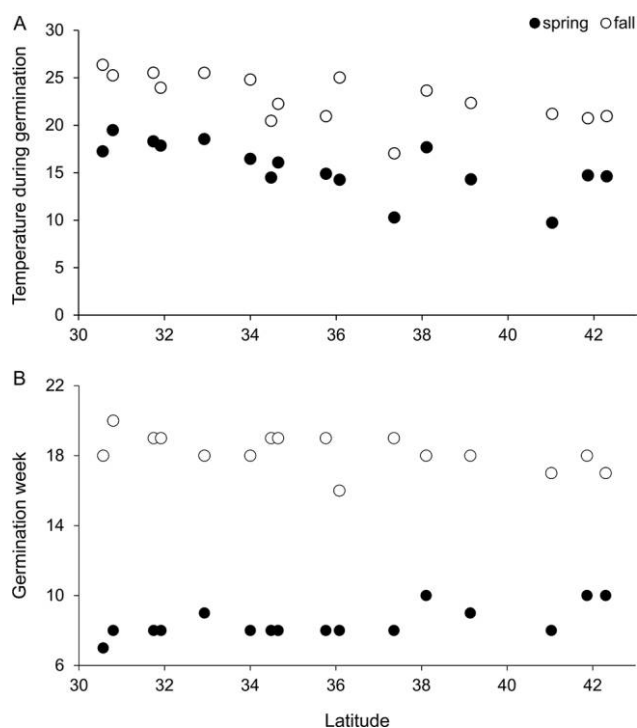 A
spring fall
30
25
20
15
10
5
0
Temperature during germination
30 32 34 36 38 40 42
B
22
18
14
10
6
Germination week
30 32 34 36 38 40 42
Latitude